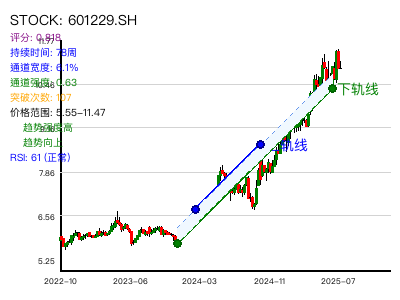 STOCK: 601229.SH
评分: 0.818
持续时间: 78周
通道宽度: 6.1%
通道强度: 0.63
突破次数: 107
价格范围: 5.55-11.47
趋势强度高
趋势向上
RSI: 61 (正常)
下轨线
上轨线
7.86
6.56
5.25
2022-10
2023-06
2024-03
2024-11
2025-07